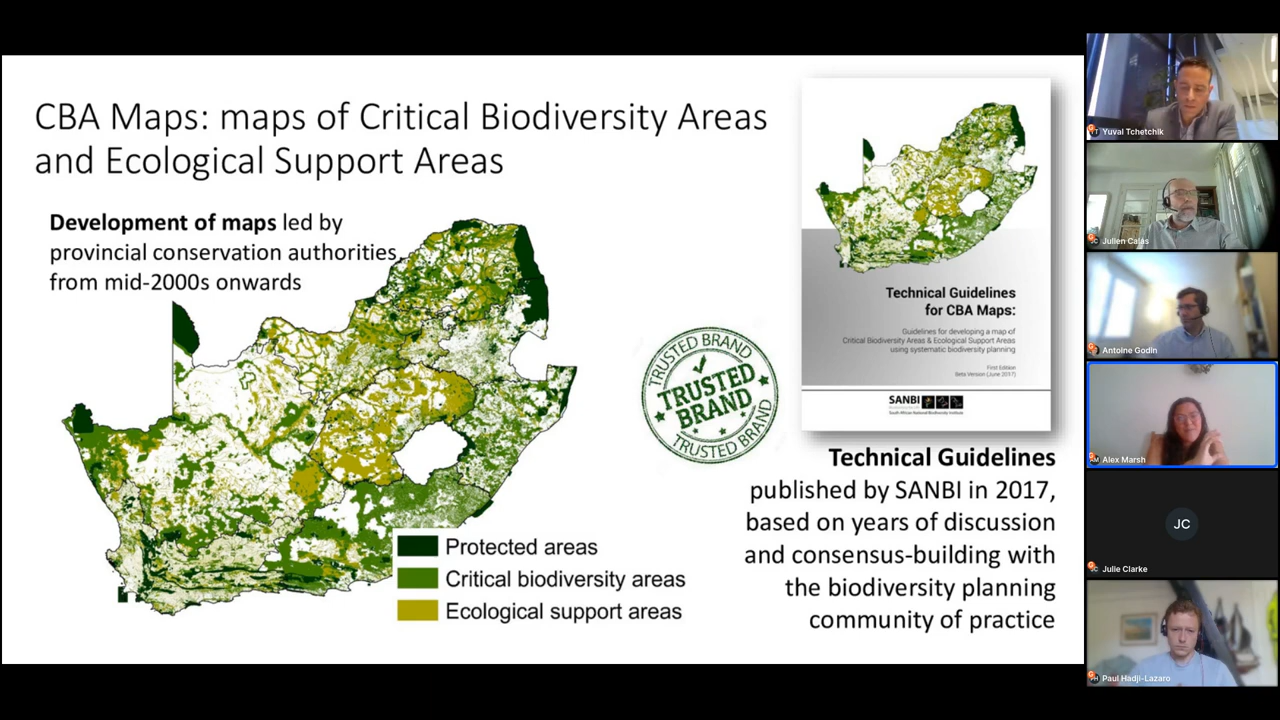 CBA Maps: maps of Critical Biodiversity Areas
and Ecological Support Areas
Development of maps led by
provincial conservation authorities,
from mid-2000s onwards
Protected areas
Critical biodiversity areas
Ecological support areas
TRUSTED BRAND
TRUSTED
BRAND
TRUSTED BRAND
Technical Guidelines
for CBA Maps:
Guidelines for developing a map of
Critical Biodiversity Areas & Ecological Support Areas
using systematic biodiversity planning
First Edition
Beta Version (June 2017)
SANBI
South African National Biodiversity Institute
Technical Guidelines
published by SANBI in 2017,
based on years of discussion
and consensus-building with
the biodiversity planning
community of practice
Yuval Tchetchik
Julien Calas
Antoine Godin
Alex Marsh
JC
Julie Clarke
Paul Hadji-Lazaro